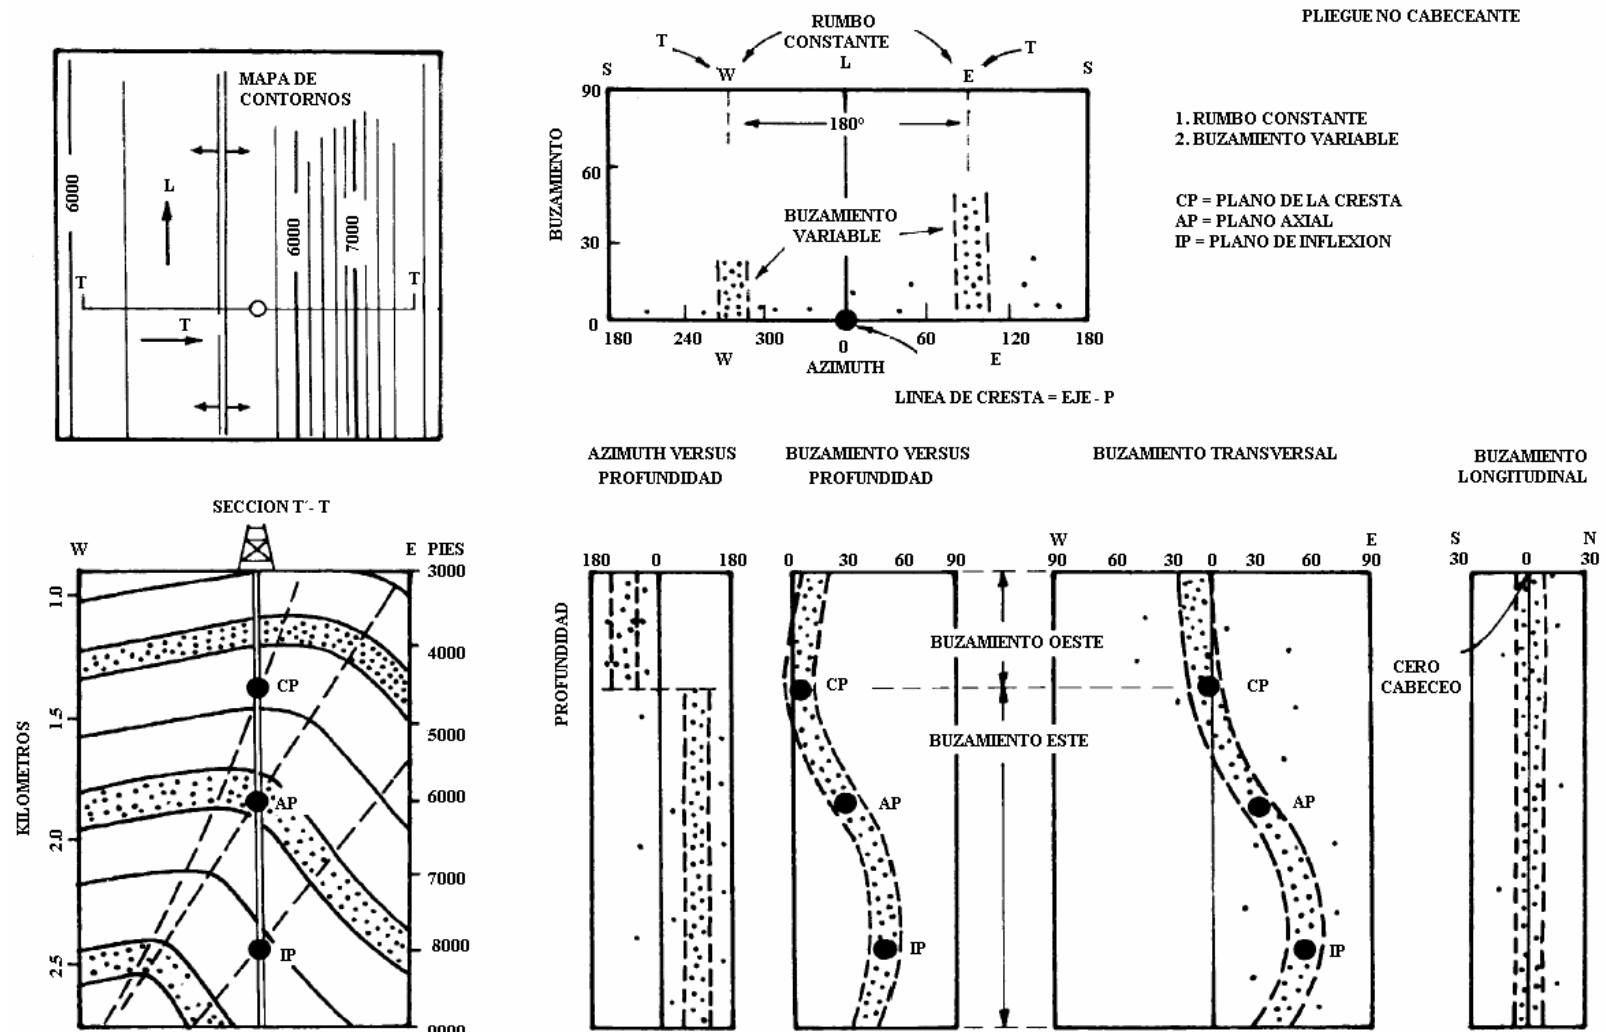 PLIEGUE NO CABECEANTE
MAPA DE
CONTORNOS
L
6000
6000
7000
T
T
T
RUMBO
CONSTANTE
T
T
S
W
L
E
S
90
180º
60
BUZAMIENTO
BUZAMIENTO
VARIABLE
30
0
180
240
300
0
60
120
180
W
E
AZIMUTH
LINEA DE CRESTA = EJE - P
1. RUMBO CONSTANTE
2. BUZAMIENTO VARIABLE
CP = PLANO DE LA CRESTA
AP = PLANO AXIAL
IP = PLANO DE INFLEXION
SECCION T´- T
W
E PIES
3000
4000
5000
6000
7000
8000
9000
KILOMETROS
1.0
1.5
2.0
2.5
CP
AP
IP
AZIMUTH VERSUS
PROFUNDIDAD
180 0 180
PROFUNDIDAD
BUZAMIENTO VERSUS
PROFUNDIDAD
0 30 60 90
CP
AP
IP
BUZAMIENTO OESTE
BUZAMIENTO ESTE
BUZAMIENTO TRANSVERSAL
W E
90 60 30 0 30 60 90
CP
AP
IP
BUZAMIENTO
LONGITUDINAL
S N
30 0 30
CERO
CABECEO